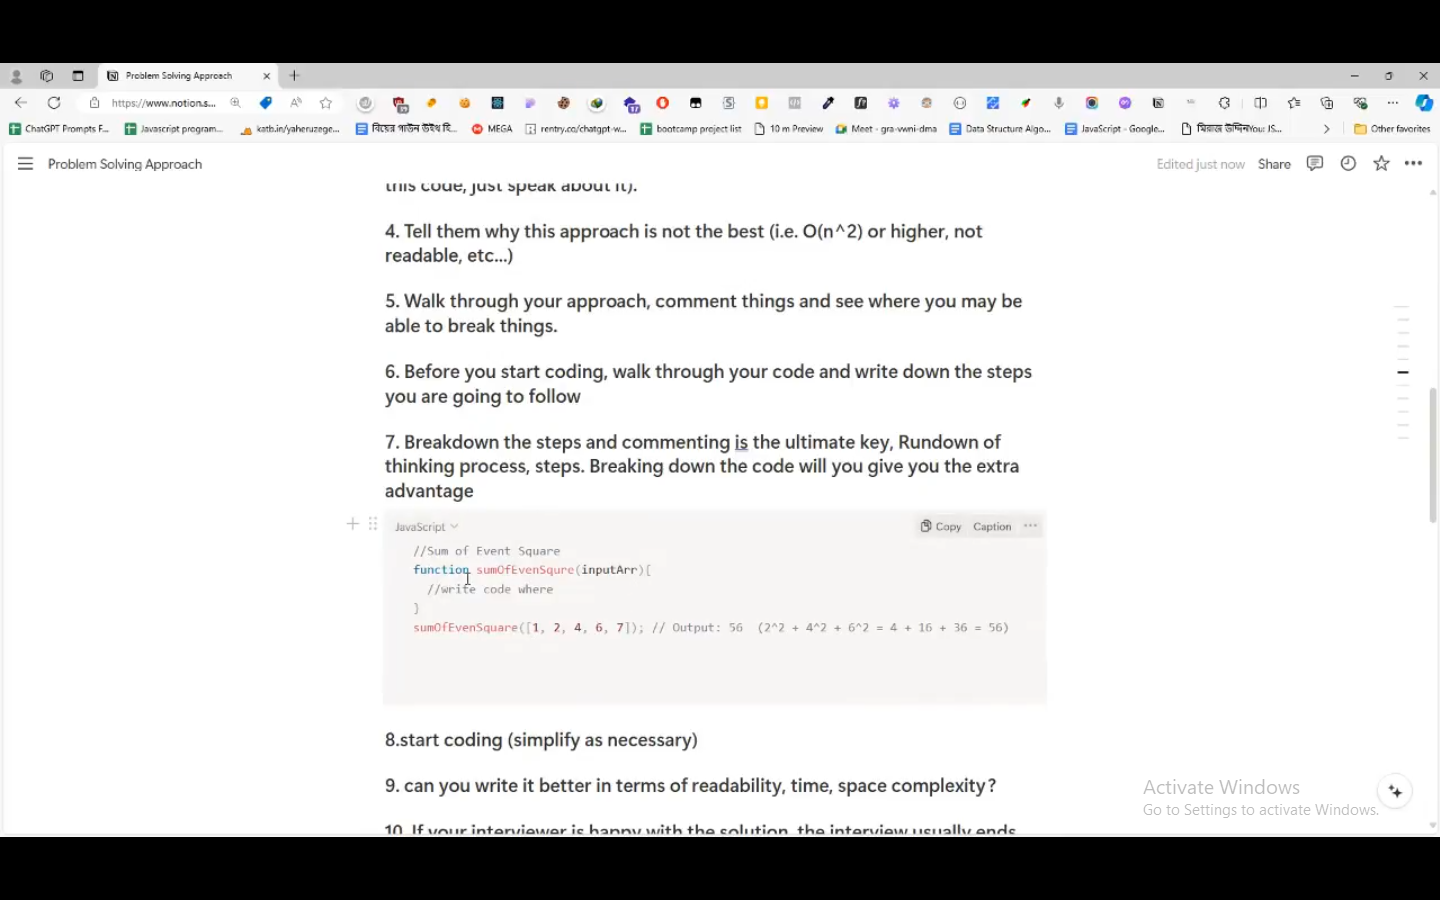 Problem Solving Approach
https://www.notion.s...
ChatGPT Prompts F...
Javascript program...
katb.in/yaheruzege...
বিয়ের গাউন উইথ হি...
MEGA
rentry.co/chatgpt-w...
bootcamp project list
10 m Preview
Meet - gra-vwni-dma
Data Structure Algo...
JavaScript - Google...
Other favorites
Problem Solving Approach
Edited just now
Share
this code, just speak about it).
4. Tell them why this approach is not the best (i.e. O(n^2) or higher, not
readable, etc...)
5. Walk through your approach, comment things and see where you may be
able to break things.
6. Before you start coding, walk through your code and write down the steps
you are going to follow
7. Breakdown the steps and commenting is the ultimate key, Rundown of
thinking process, steps. Breaking down the code will you give you the extra
advantage
JavaScript
Copy
Caption
//Sum of Event Square
function sumOfEvenSqure(inputArr){
//write code where
}
sumOfEvenSquare([1, 2, 4, 6, 7]); // Output: 56 (2^2 + 4^2 + 6^2 = 4 + 16 + 36 = 56)
8.start coding (simplify as necessary)
9. can you write it better in terms of readability, time, space complexity?
10. If your interviewer is happy with the solution, the interview usually ends
Activate Windows
Go to Settings to activate Windows.